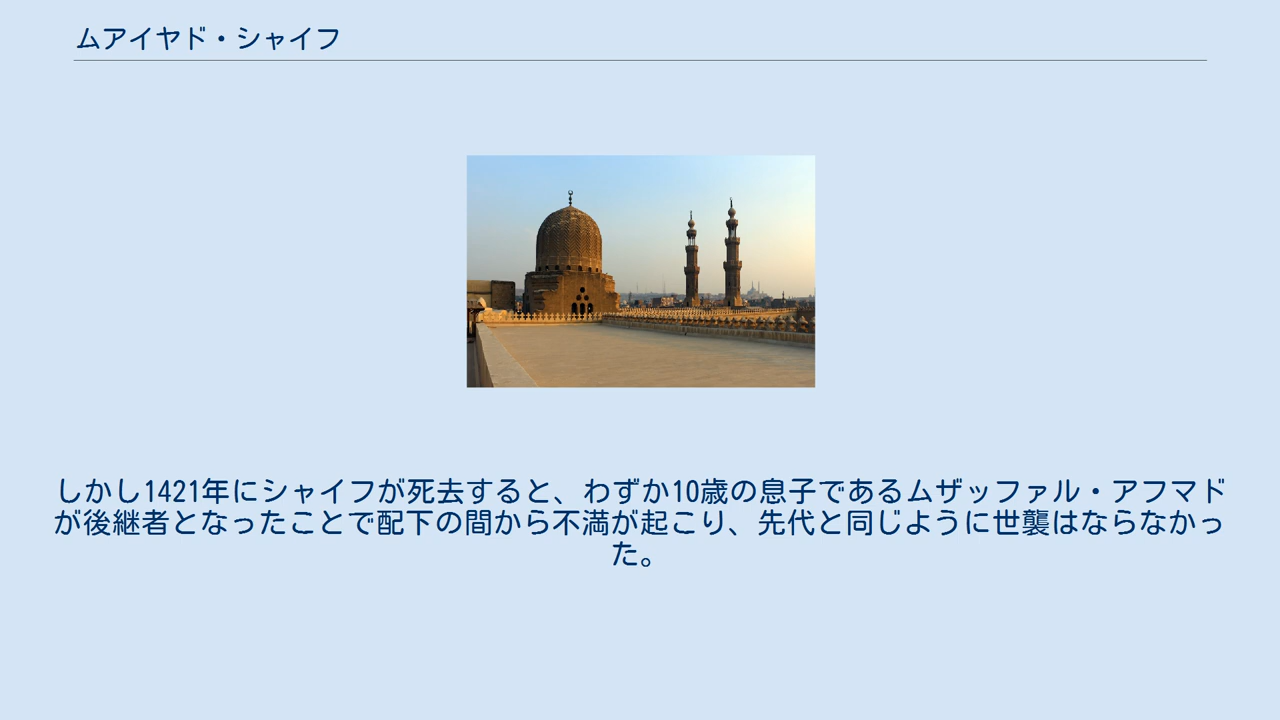 ムアイヤド・シャイフ
しかし1421年にシャイフが死去すると、わずか10歳の息子であるムザッファル・アフマド
が後継者となったことで配下の間から不満が起こり、先代と同じように世襲はならなかっ
た。